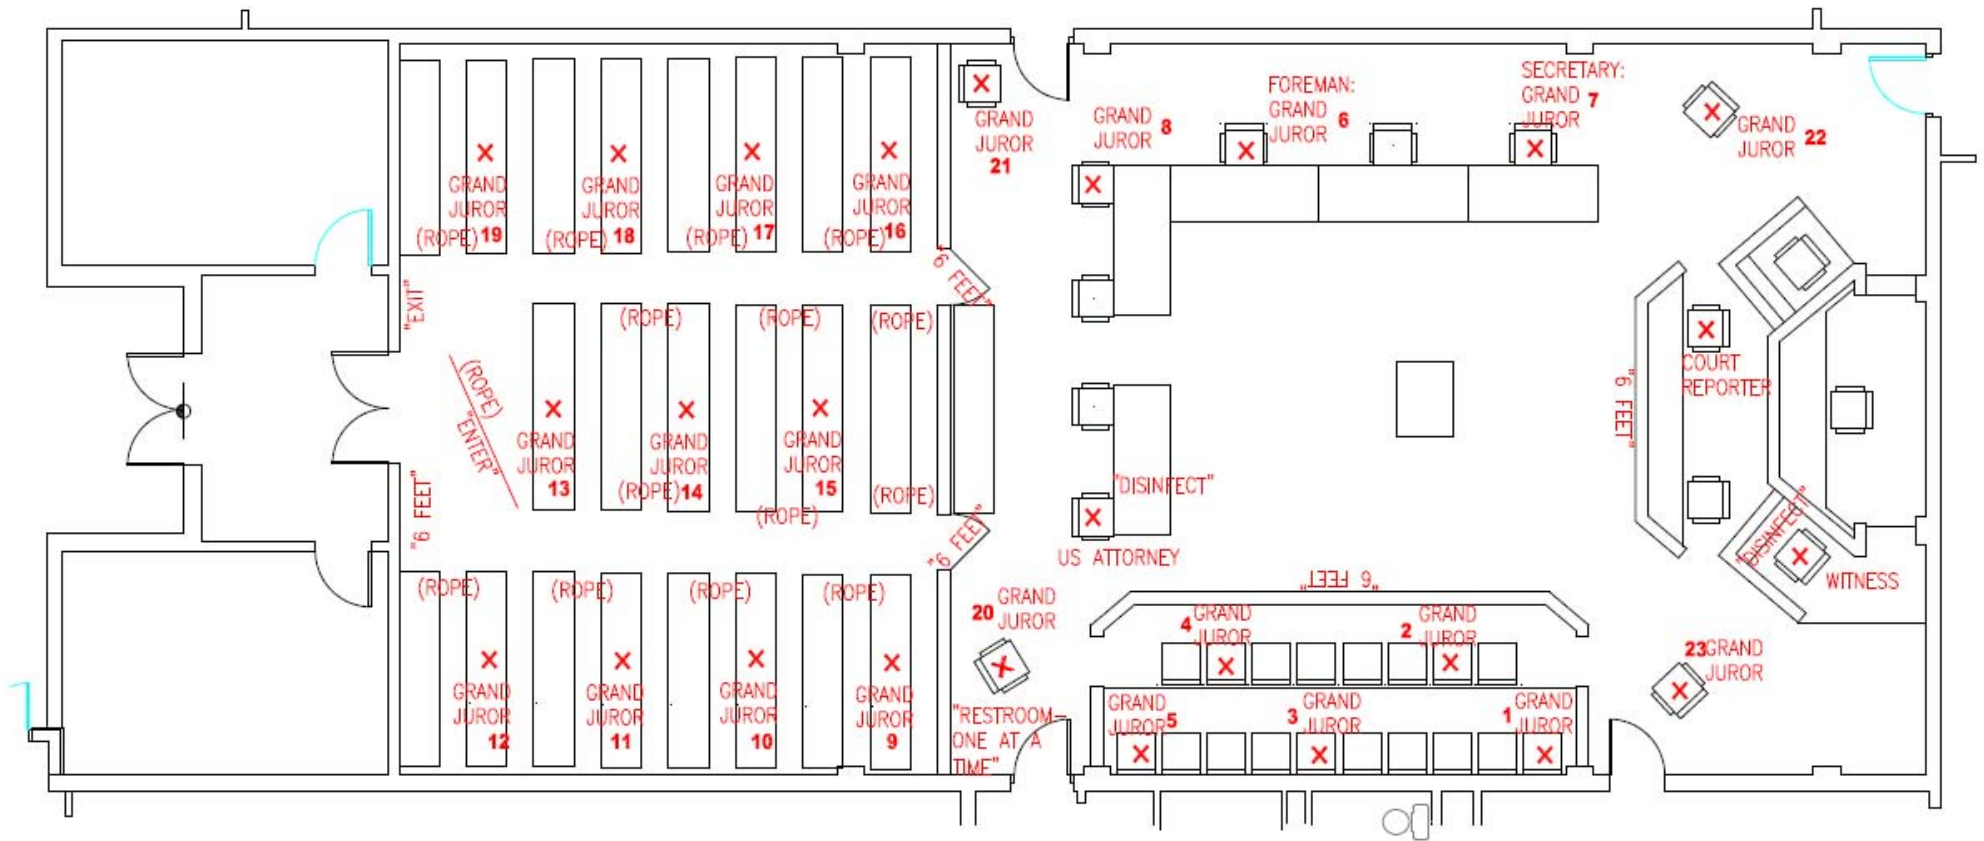 SECRETARY:
GRAND 7
JUROR
FOREMAN:
GRAND 6
JUROR
GRAND
JUROR 8
GRAND
JUROR 22
GRAND
JUROR
21
GRAND
JUROR
(ROPE) 19
GRAND
JUROR
(ROPE) 18
GRAND
JUROR
(ROPE) 17
GRAND
JUROR
(ROPE) 16
"6 FEET"
"EXIT"
(ROPE)
(ROPE)
(ROPE)
(ROPE)
"ENTER"
GRAND
JUROR
13
GRAND
JUROR
(ROPE) 14
GRAND
JUROR
15
(ROPE)
(ROPE)
"6 FEET"
"6 FEET"
COURT
REPORTER
"6 FEET"
"DISINFECT"
US ATTORNEY
"DISINFECT"
WITNESS
(ROPE)
(ROPE)
(ROPE)
(ROPE)
GRAND
JUROR
12
GRAND
JUROR
11
GRAND
JUROR
10
GRAND
JUROR
9
20 GRAND
JUROR
"RESTROOM-
ONE AT A
TIME"
"6 FEET"
4 GRAND
JUROR
2 GRAND
JUROR
GRAND
JUROR 5
3 GRAND
JUROR
1 GRAND
JUROR
23 GRAND
JUROR